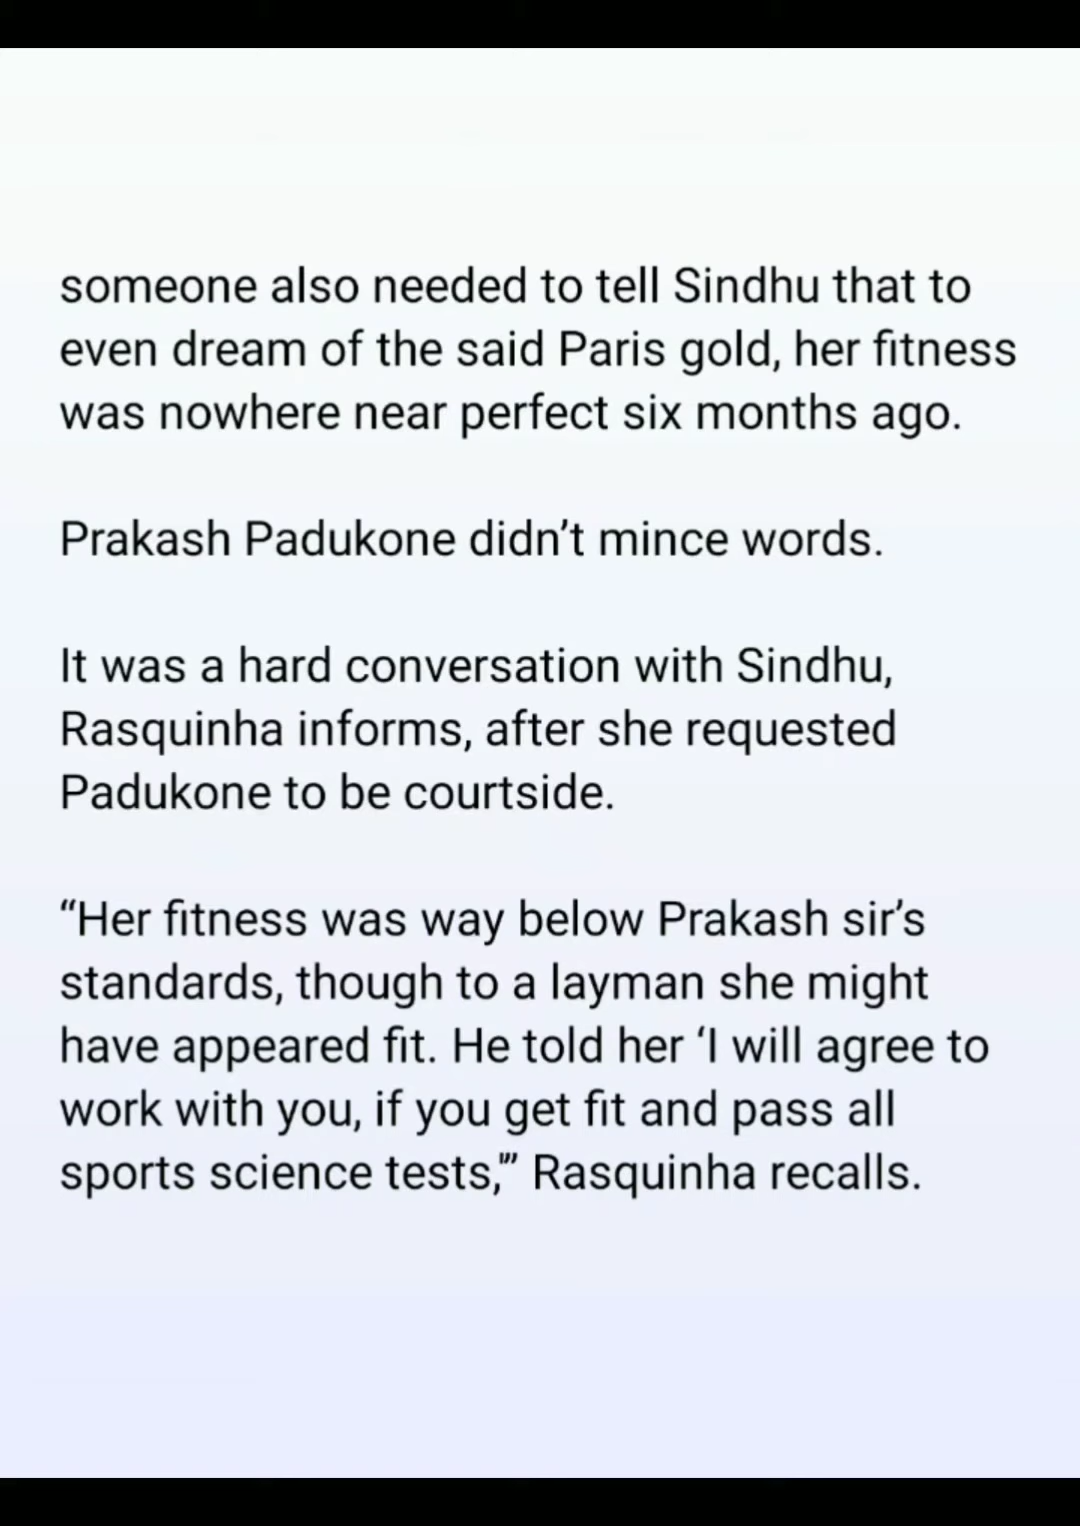 someone also needed to tell Sindhu that to
even dream of the said Paris gold, her fitness
was nowhere near perfect six months ago.
Prakash Padukone didn’t mince words.
It was a hard conversation with Sindhu,
Rasquinha informs, after she requested
Padukone to be courtside.
“Her fitness was way below Prakash sir’s
standards, though to a layman she might
have appeared fit. He told her ‘I will agree to
work with you, if you get fit and pass all
sports science tests,’” Rasquinha recalls.